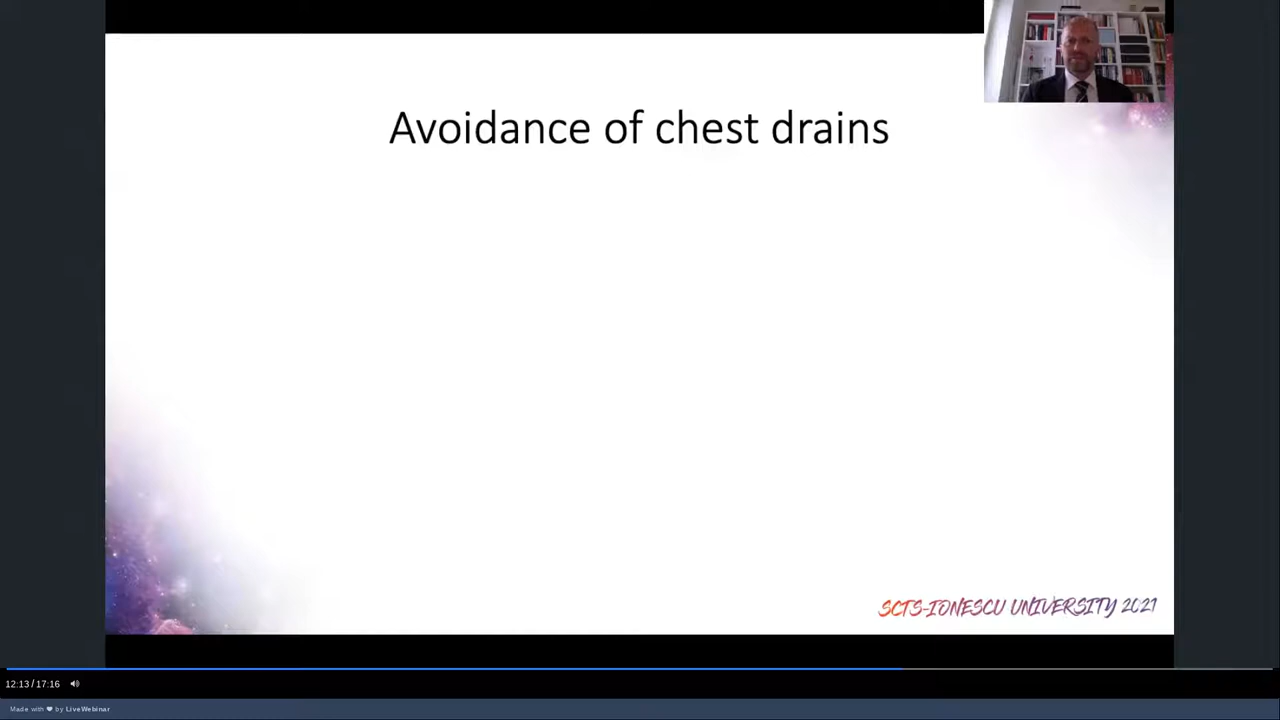 Avoidance of chest drains
SCTS-IONESCU UNIVERSITY 2021
12:13 / 17:16
Made with ❤ by LiveWebinar